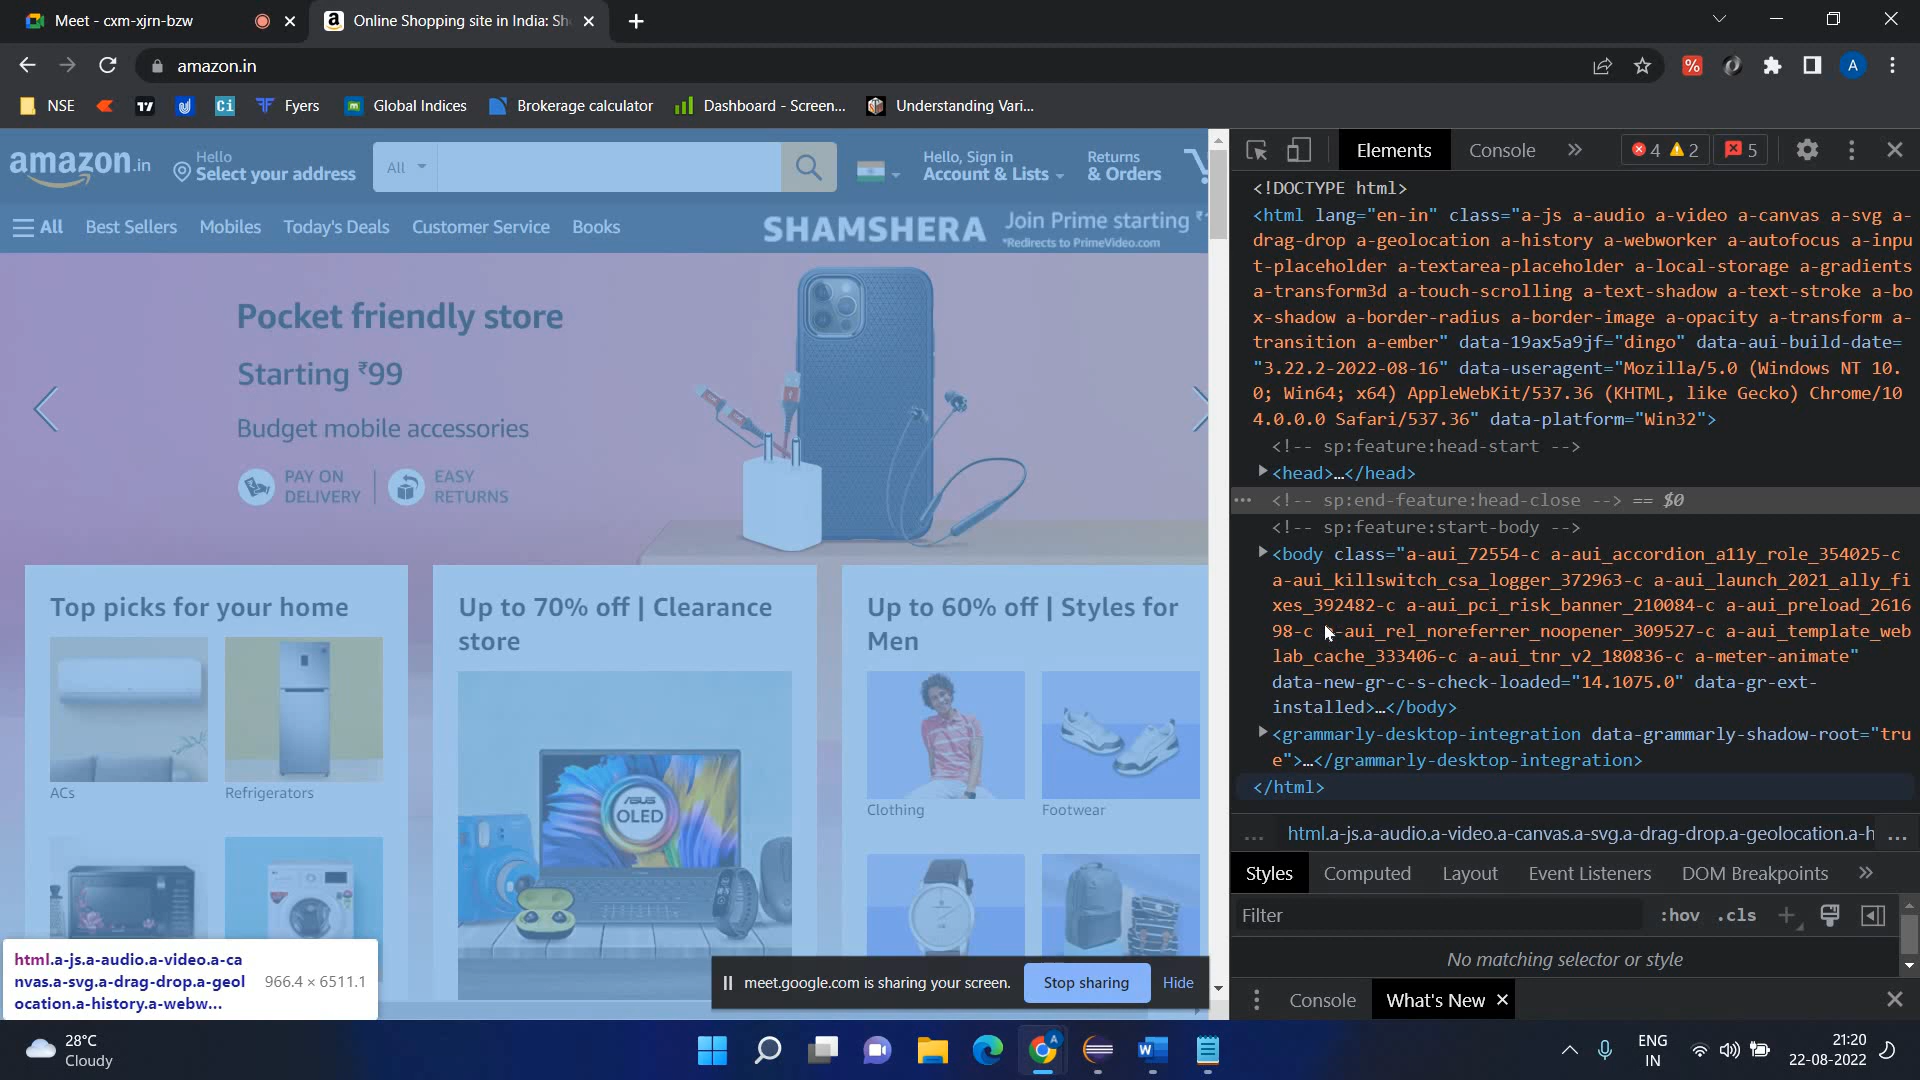 Meet - cxm-xjrn-bzw
Online Shopping site in India: Sh
amazon.in
NSE
Fyers
Global Indices
Brokerage calculator
Dashboard - Screen...
Understanding Vari...
amazon.in
Hello
Select your address
All
Hello, Sign in
Account & Lists
Returns
& Orders
All
Best Sellers
Mobiles
Today's Deals
Customer Service
Books
SHAMSHERA
Join Prime starting ₹
*Redirects to PrimeVideo.com
Pocket friendly store
Starting ₹99
Budget mobile accessories
PAY ON
DELIVERY
EASY
RETURNS
Top picks for your home
ACs
Refrigerators
Up to 70% off | Clearance
store
ASUS
OLED
Up to 60% off | Styles for
Men
Clothing
Footwear
html.a-js.a-audio.a-video.a-ca
nvas.a-svg.a-drag-drop.a-geol
ocation.a-history.a-webw...
966.4 × 6511.1
meet.google.com is sharing your screen.
Stop sharing
Hide
Elements
Console
4
2
5
<!DOCTYPE html>
<html lang="en-in" class="a-js a-audio a-video a-canvas a-svg a-
drag-drop a-geolocation a-history a-webworker a-autofocus a-inpu
t-placeholder a-textarea-placeholder a-local-storage a-gradients
a-transform3d a-touch-scrolling a-text-shadow a-text-stroke a-bo
x-shadow a-border-radius a-border-image a-opacity a-transform a-
transition a-ember" data-19ax5a9jf="dingo" data-aui-build-date=
"3.22.2-2022-08-16" data-useragent="Mozilla/5.0 (Windows NT 10.
0; Win64; x64) AppleWebKit/537.36 (KHTML, like Gecko) Chrome/10
4.0.0.0 Safari/537.36" data-platform="Win32">
<!-- sp:feature:head-start -->
<head>…</head>
<!-- sp:end-feature:head-close --> == $0
<!-- sp:feature:start-body -->
<body class="a-aui_72554-c a-aui_accordion_a11y_role_354025-c
a-aui_killswitch_csa_logger_372963-c a-aui_launch_2021_ally_fi
xes_392482-c a-aui_pci_risk_banner_210084-c a-aui_preload_2616
98-c a-aui_rel_noreferrer_noopener_309527-c a-aui_template_web
lab_cache_333406-c a-aui_tnr_v2_180836-c a-meter-animate"
data-new-gr-c-s-check-loaded="14.1075.0" data-gr-ext-
installed>…</body>
<grammarly-desktop-integration data-grammarly-shadow-root="tru
e">…</grammarly-desktop-integration>
</html>
html.a-js.a-audio.a-video.a-canvas.a-svg.a-drag-drop.a-geolocation.a-h
Styles
Computed
Layout
Event Listeners
DOM Breakpoints
Filter
:hov .cls
No matching selector or style
Console
What's New
28°C
Cloudy
ENG
IN
21:20
22-08-2022